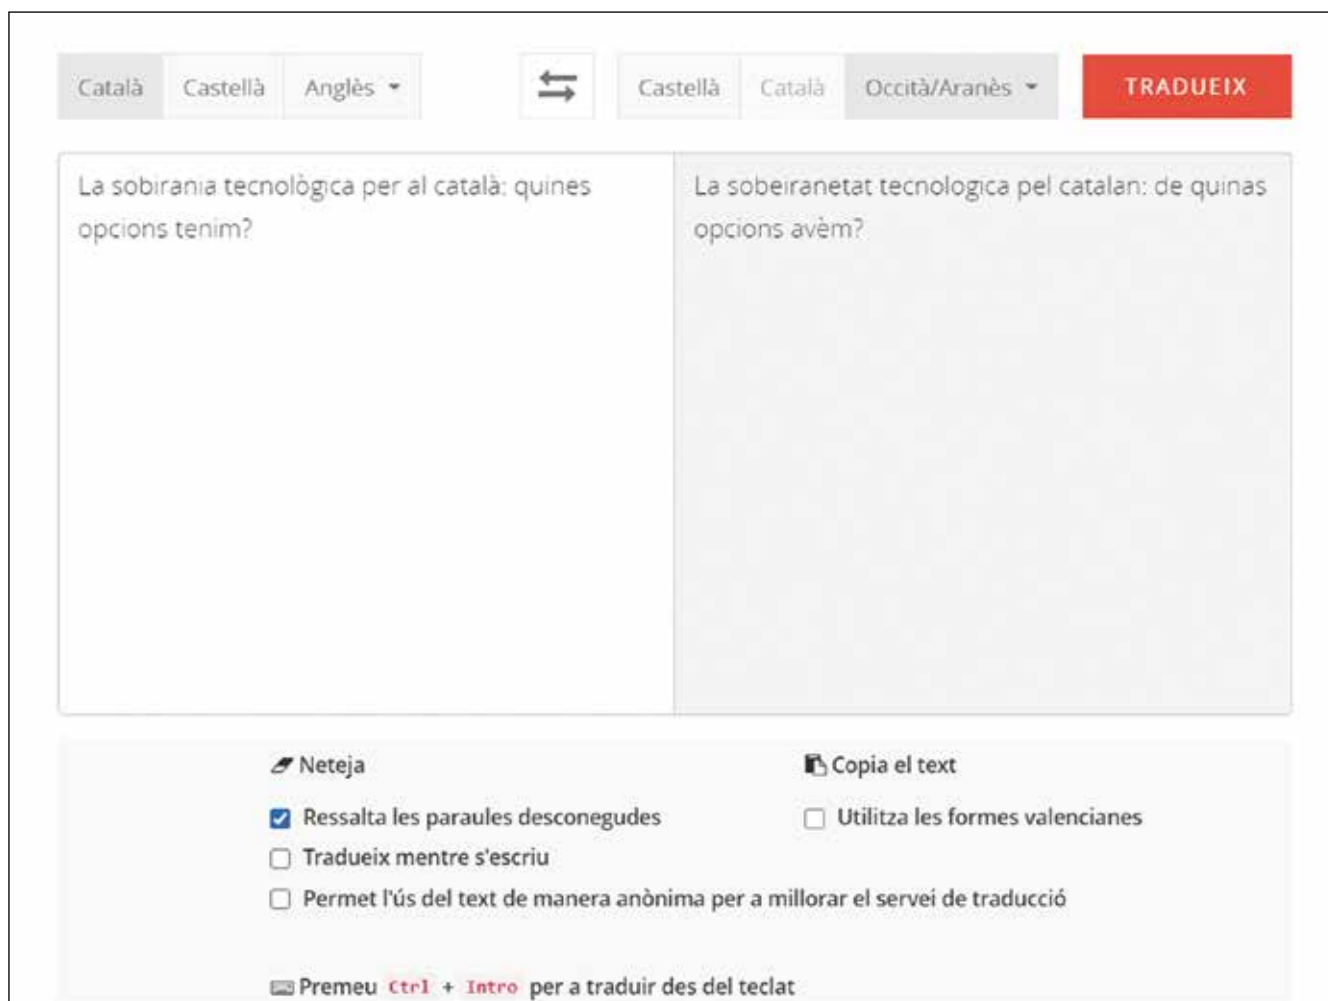 Català Castellà Anglès Castellà Català Occità/Aranès TRADUEIX
La sobirania tecnològica per al català: quines
opcions tenim?
La sobeiranetat tecnologica pel catalan: de quinas
opcions avèm?
Neteja
Copia el text
Ressalta les paraules desconegudes
Utilitza les formes valencianes
Tradueix mentre s'escriu
Permet l'ús del text de manera anònima per a millorar el servei de traducció
Premeu Ctrl + Intro per a traduir des del teclat